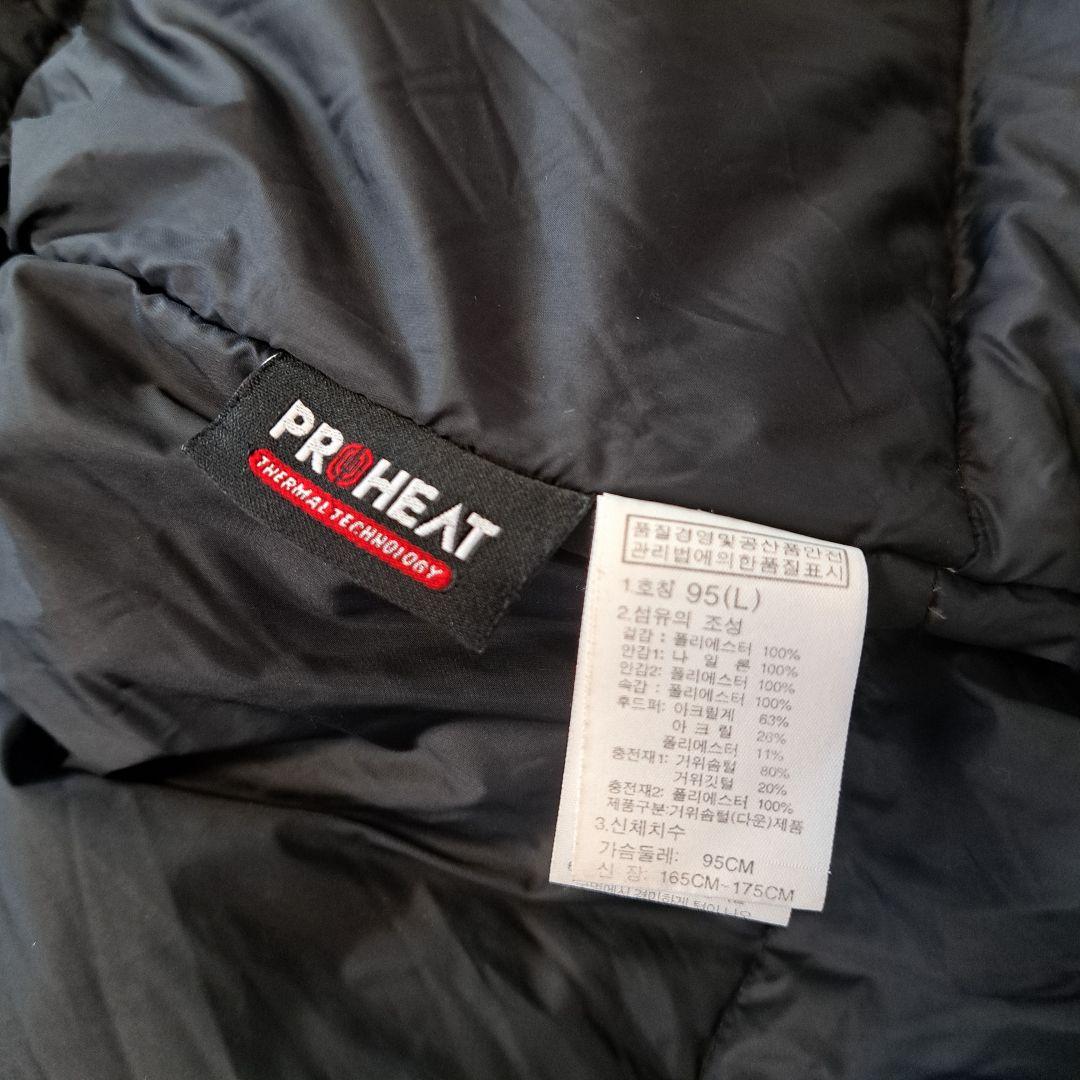 PROHEAT
THERMAL TECHNOLOGY
품질경영및공산품안전
관리법에의한품질표시
1.호칭 95(L)
2.섬유의 조성
겉감 : 폴리에스터 100%
안감1: 나 일 론 100%
안감2: 폴리에스터 100%
속감 : 폴리에스터 100%
후드퍼: 아크릴계 63%
아 크 릴 26%
폴리에스터 11%
충전재1: 거위솜털 80%
거위깃털 20%
충전재2: 폴리에스터 100%
제품구분:거위솜털(다운)제품
3.신체치수
가슴둘레: 95CM
신 장: 165CM~175CM
경미하게 털이